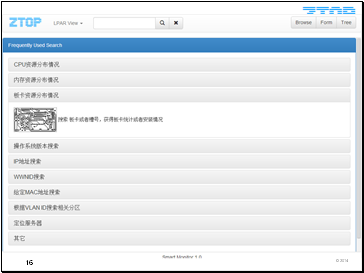 ZTOP
LPAR View
Browse Form Tree
Frequently Used Search
CPU资源分布情况
内存资源分布情况
板卡资源分布情况
搜索 板卡或者槽号，获得板卡统计或者安装情况
操作系统版本搜索
IP地址搜索
WWNID搜索
给定MAC地址搜索
根据VLAN ID搜索相关分区
定位服务器
其它
Smart Monitor 1.0
16